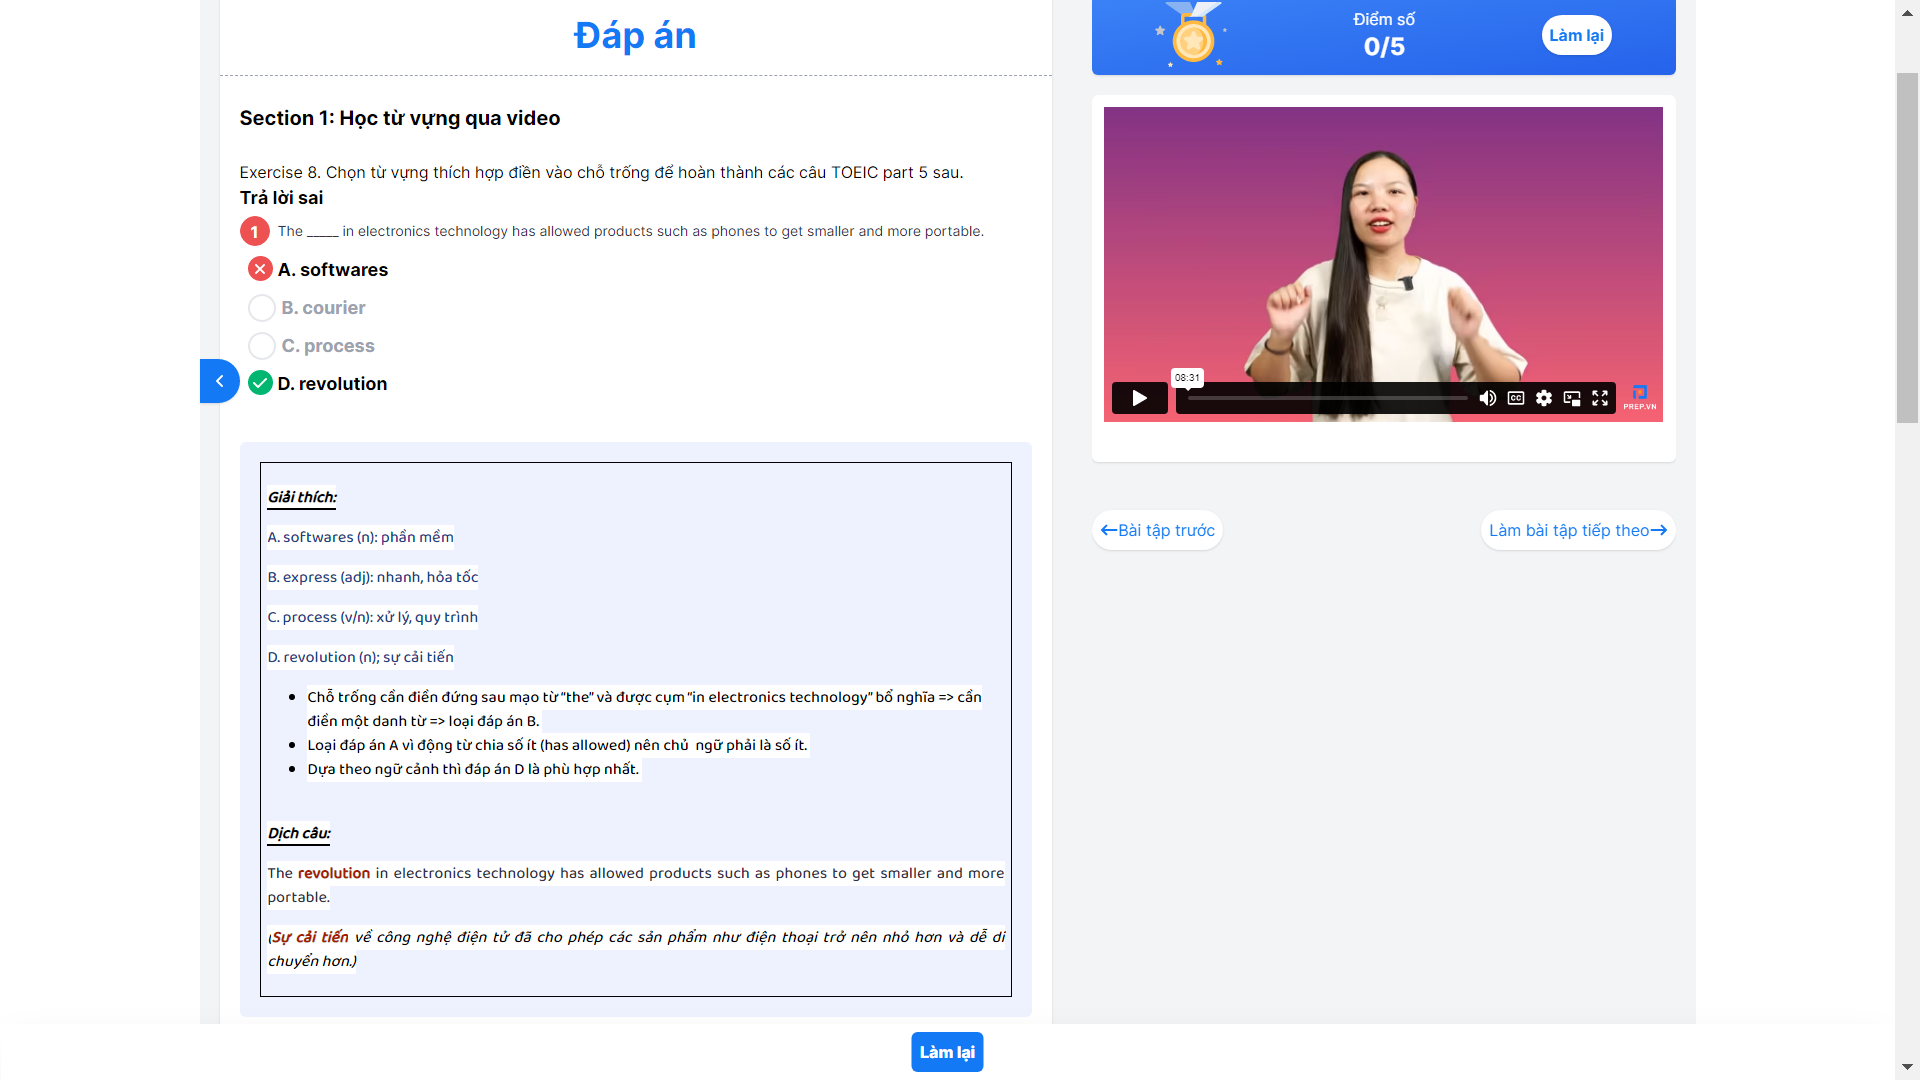 Đáp án
Điểm số
0/5
Làm lại
Section 1: Học từ vựng qua video
Exercise 8. Chọn từ vựng thích hợp điền vào chỗ trống để hoàn thành các câu TOEIC part 5 sau.
Trả lời sai
1 The _____ in electronics technology has allowed products such as phones to get smaller and more portable.
A. softwares
B. courier
C. process
D. revolution
Giải thích:
A. softwares (n): phần mềm
B. express (adj): nhanh, hỏa tốc
C. process (v/n): xử lý, quy trình
D. revolution (n); sự cải tiến
Chỗ trống cần điền đứng sau mạo từ "the" và được cụm "in electronics technology" bổ nghĩa => cần
điền một danh từ => loại đáp án B.
Loại đáp án A vì động từ chia số ít (has allowed) nên chủ  ngữ phải là số ít.
Dựa theo ngữ cảnh thì đáp án D là phù hợp nhất.
Dịch câu:
The revolution in electronics technology has allowed products such as phones to get smaller and more
portable.
(Sự cải tiến về công nghệ điện tử đã cho phép các sản phẩm như điện thoại trở nên nhỏ hơn và dễ di
chuyển hơn.)
08:31
CC
PREP.VN
Bài tập trước
Làm bài tập tiếp theo
Làm lại